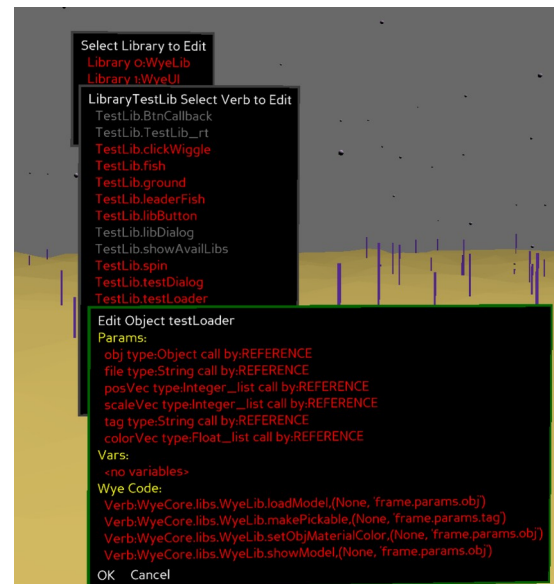 Select Library to Edit
Library 0:WyeLib
Library 1:WyeUI
LibraryTestLib Select Verb to Edit
TestLib.BtnCallback
TestLib.TestLib_rt
TestLib.clickWiggle
TestLib.fish
TestLib.ground
TestLib.leaderFish
TestLib.libButton
TestLib.libDialog
TestLib.showAvailLibs
TestLib.spin
TestLib.testDialog
TestLib.testLoader
Edit Object testLoader
Params:
obj type:Object call by:REFERENCE
file type:String call by:REFERENCE
posVec type:Integer_list call by:REFERENCE
scaleVec type:Integer_list call by:REFERENCE
tag type:String call by:REFERENCE
colorVec type:Float_list call by:REFERENCE
Vars:
<no variables>
Wye Code:
Verb:WyeCore.libs.WyeLib.loadModel,(None, 'frame.params.obj')
Verb:WyeCore.libs.WyeLib.makePickable,(None, 'frame.params.tag')
Verb:WyeCore.libs.WyeLib.setObjMaterialColor,(None, 'frame.params.obj')
Verb:WyeCore.libs.WyeLib.showModel,(None, 'frame.params.obj')
OK Cancel